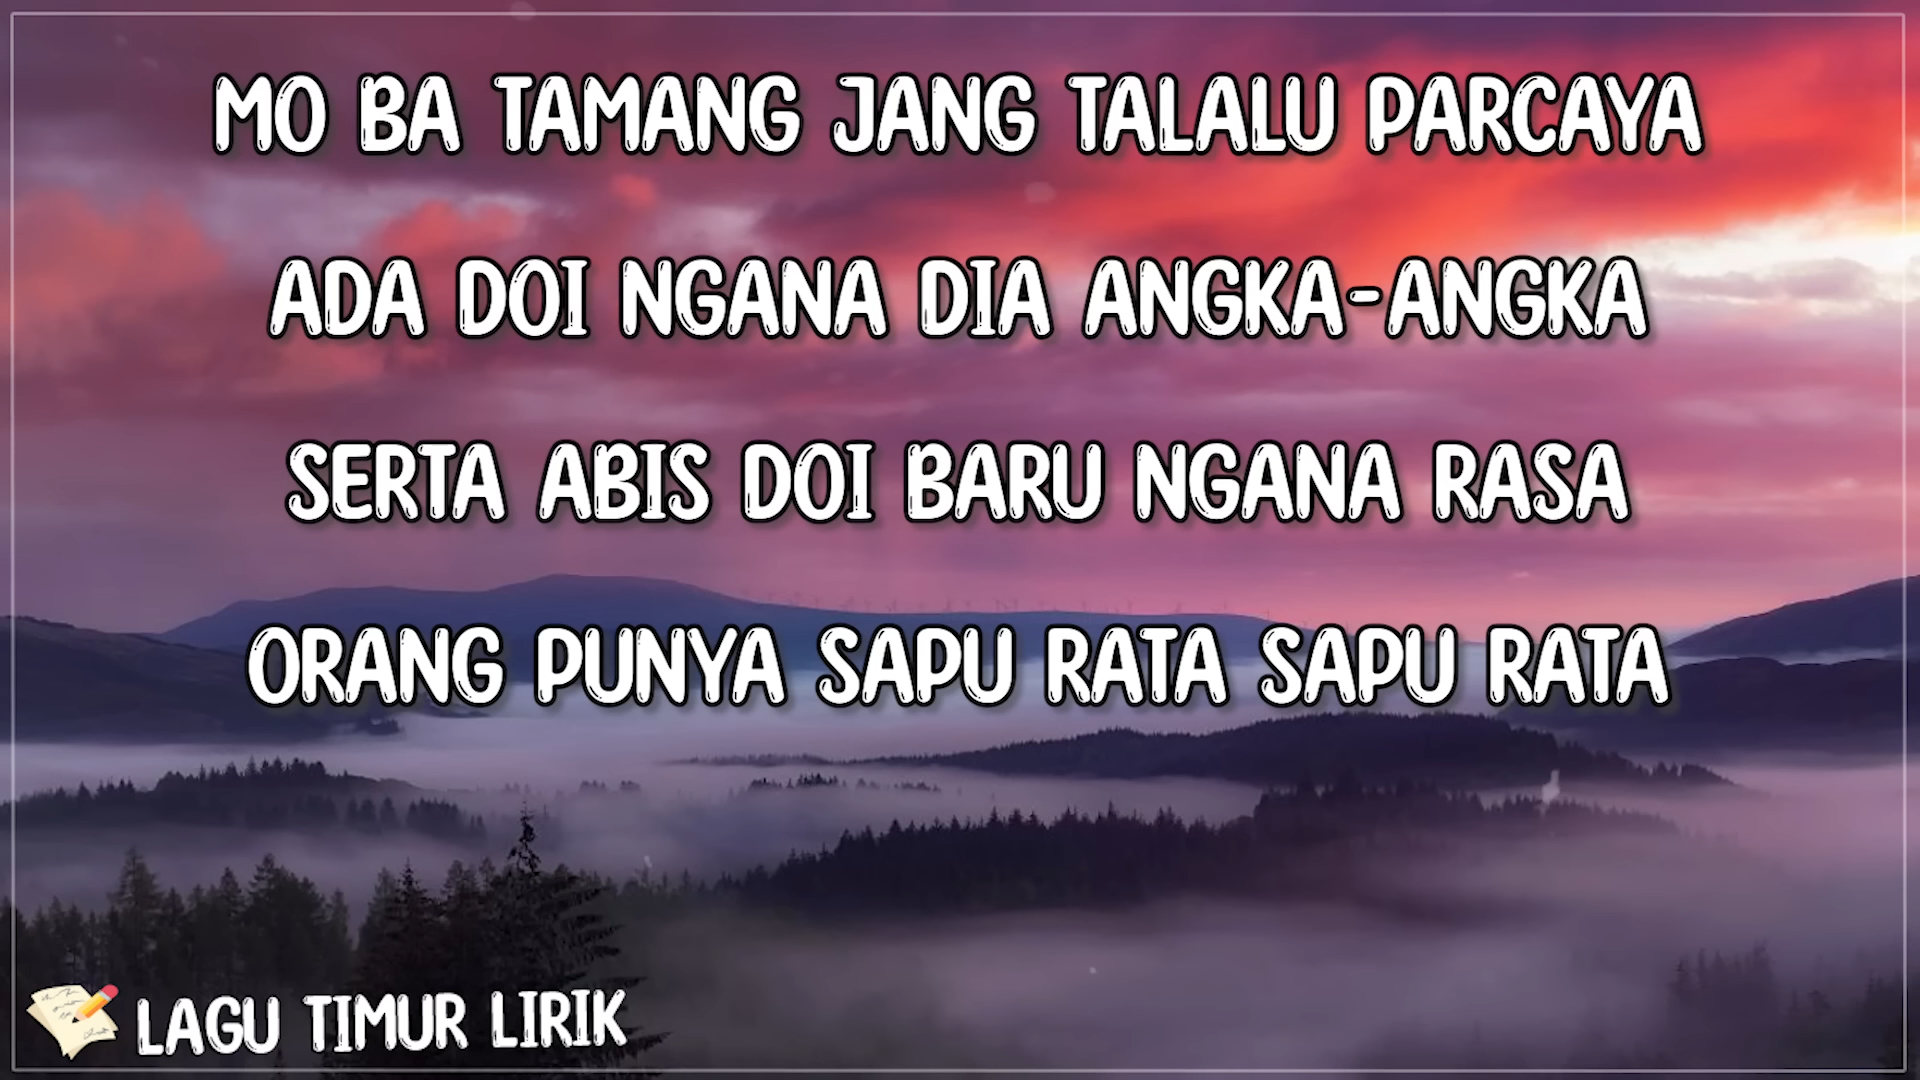 MO BA TAMANG JANG TALALU PARCAYA
ADA DOI NGANA DIA ANGKA-ANGKA
SERTA ABIS DOI BARU NGANA RASA
ORANG PUNYA SAPU RATA SAPU RATA
LAGU TIMUR LIRIK